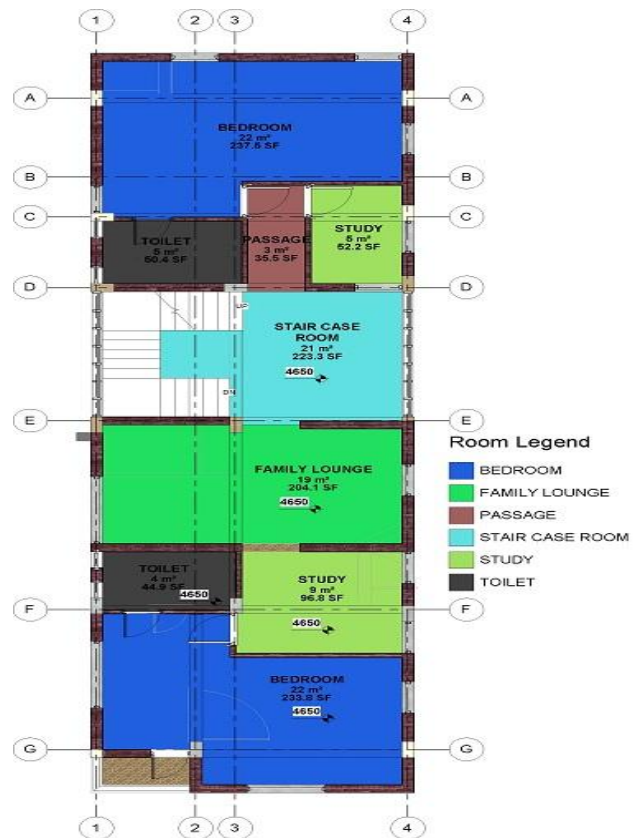 1
2
3
4
A
A
BEDROOM
22 m²
237.5 SF
B
B
C
C
TOILET
5 m²
50.4 SF
PASSAGE
3 m²
35.5 SF
STUDY
5 m²
52.2 SF
D
D
UP
STAIR CASE
ROOM
21 m²
223.3 SF
4650
DN
E
E
FAMILY LOUNGE
19 m²
204.1 SF
4650
Room Legend
BEDROOM
FAMILY LOUNGE
PASSAGE
STAIR CASE ROOM
STUDY
TOILET
TOILET
4 m²
44.9 SF
4650
STUDY
9 m²
96.8 SF
4650
F
F
BEDROOM
22 m²
233.8 SF
4650
G
G
1
2
3
4